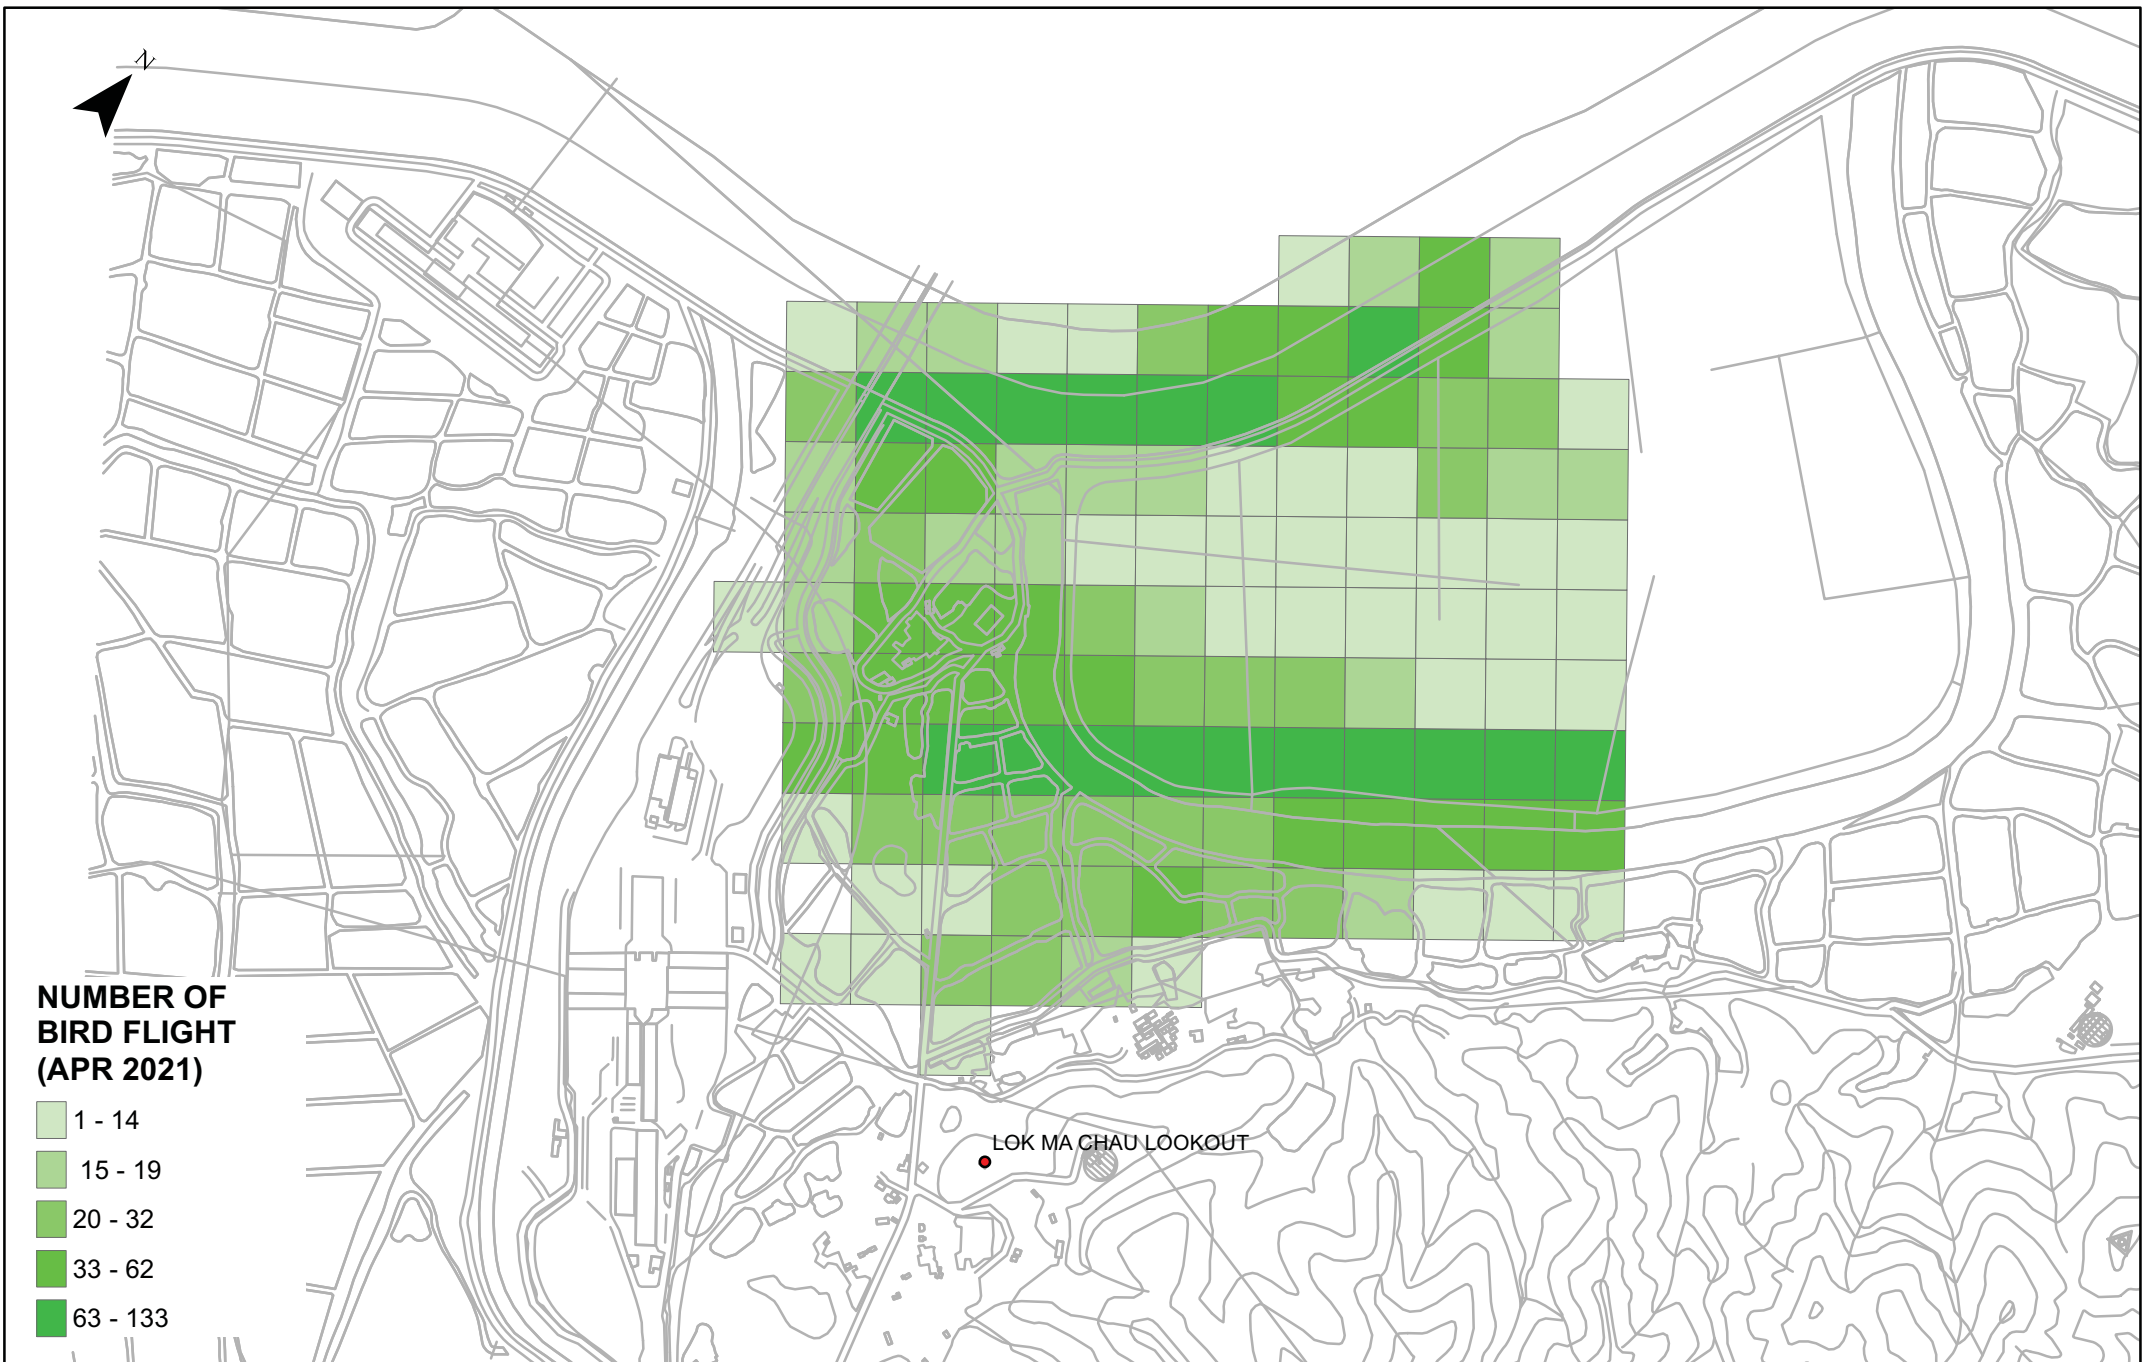 N
LOK MA CHAU LOOKOUT
NUMBER OF
BIRD FLIGHT
(APR 2021)
1 - 14
15 - 19
20 - 32
33 - 62
63 - 133